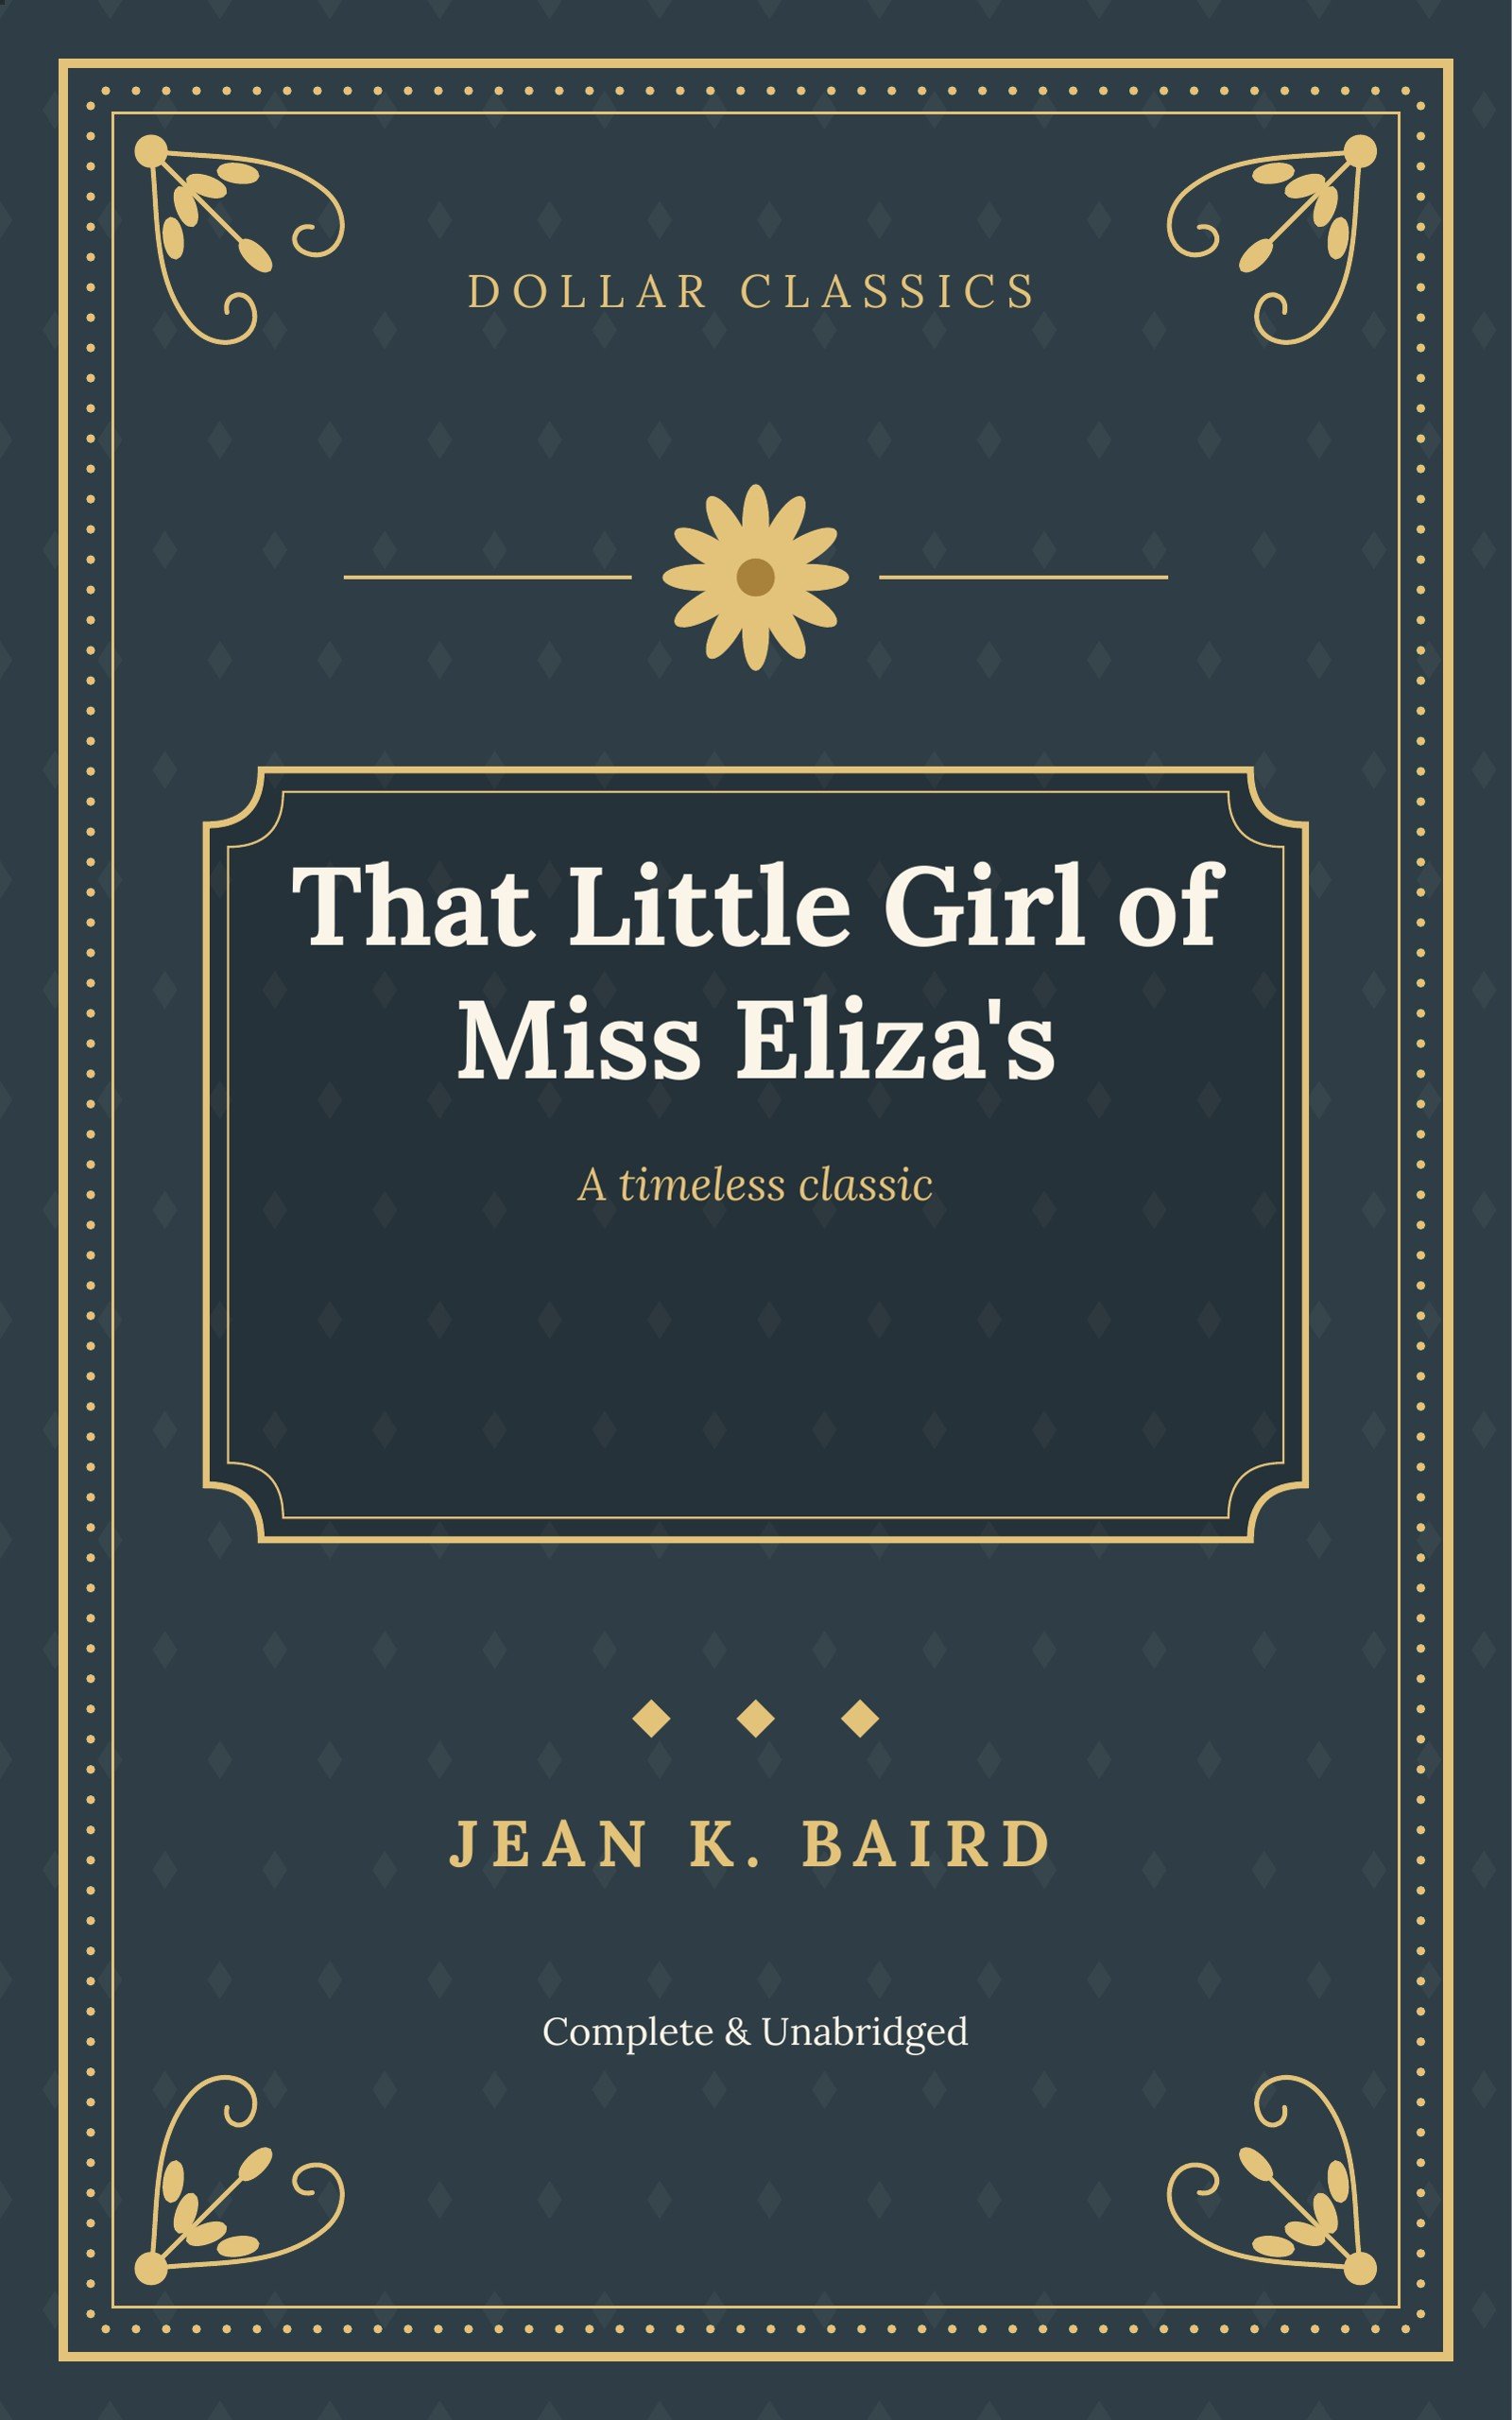 DOLLAR CLASSICS
That Little Girl of
Miss Eliza's
A timeless classic
JEAN K. BAIRD
Complete & Unabridged